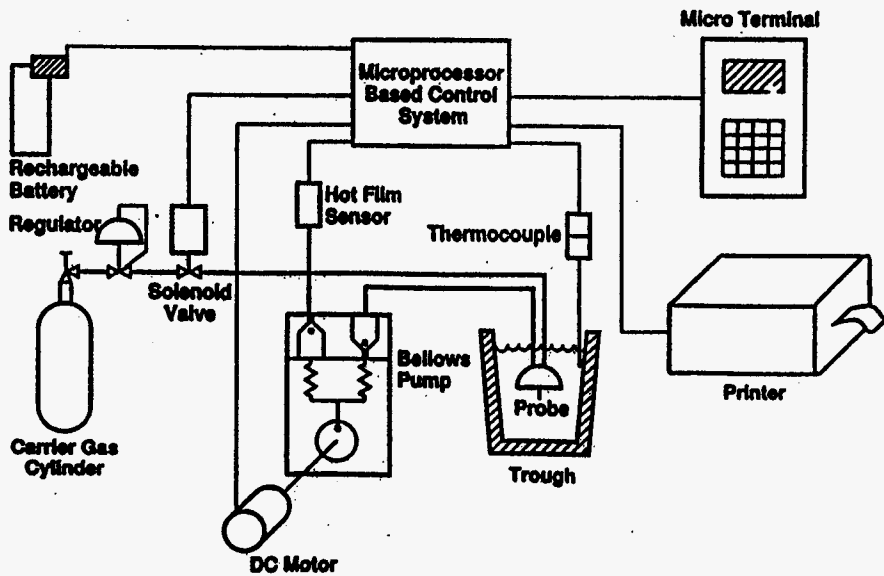 Micro Terminal
Microprocessor
Based Control
System
Rechargeable
Battery
Hot Film
Sensor
Regulator
Thermocouple
Solenoid
Valve
Bellows
Pump
Probe
Printer
Carrier Gas
Cylinder
Trough
DC Motor